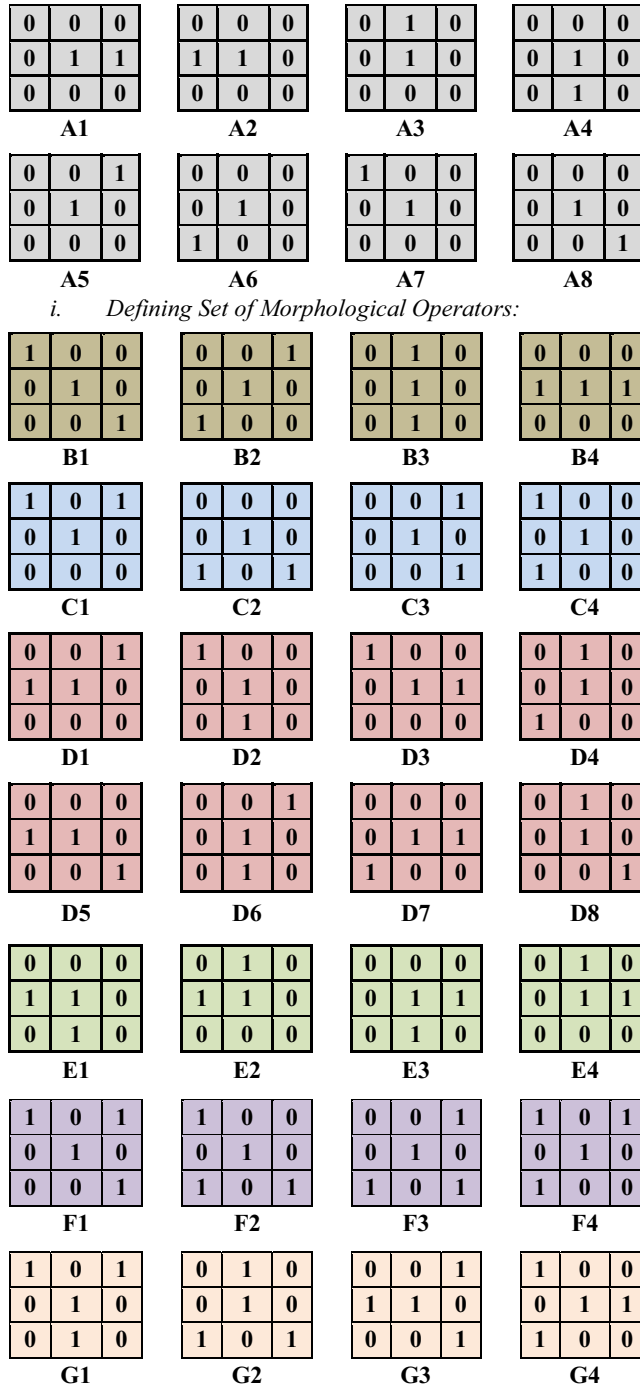 0 0 0 0 0 0 0 1 0 0 0 0
0 1 1 1 1 0 0 1 0 0 1 0
0 0 0 0 0 0 0 0 0 0 1 0
A1 A2 A3 A4
0 0 1 0 0 0 1 0 0 0 0 0
0 1 0 0 1 0 0 1 0 0 1 0
0 0 0 1 0 0 0 0 0 0 0 1
A5 A6 A7 A8
i. Defining Set of Morphological Operators:
1 0 0 0 0 1 0 1 0 0 0 0
0 1 0 0 1 0 0 1 0 1 1 1
0 0 1 1 0 0 0 1 0 0 0 0
B1 B2 B3 B4
1 0 1 0 0 0 0 0 1 1 0 0
0 1 0 0 1 0 0 1 0 0 1 0
0 0 0 1 0 1 0 0 1 1 0 0
C1 C2 C3 C4
0 0 1 1 0 0 1 0 0 0 1 0
1 1 0 0 1 0 0 1 1 0 1 0
0 0 0 0 1 0 0 0 0 1 0 0
D1 D2 D3 D4
0 0 0 0 0 1 0 0 0 0 1 0
1 1 0 0 1 0 0 1 1 0 1 0
0 0 1 0 1 0 1 0 0 0 0 1
D5 D6 D7 D8
0 0 0 0 1 0 0 0 0 0 1 0
1 1 0 1 1 0 0 1 1 0 1 1
0 1 0 0 0 0 0 1 0 0 0 0
E1 E2 E3 E4
1 0 1 1 0 0 0 0 1 1 0 1
0 1 0 0 1 0 0 1 0 0 1 0
0 0 1 1 0 1 1 0 1 1 0 0
F1 F2 F3 F4
1 0 1 0 1 0 0 0 1 1 0 0
0 1 0 0 1 0 1 1 0 0 1 1
0 1 0 1 0 1 0 0 1 1 0 0
G1 G2 G3 G4